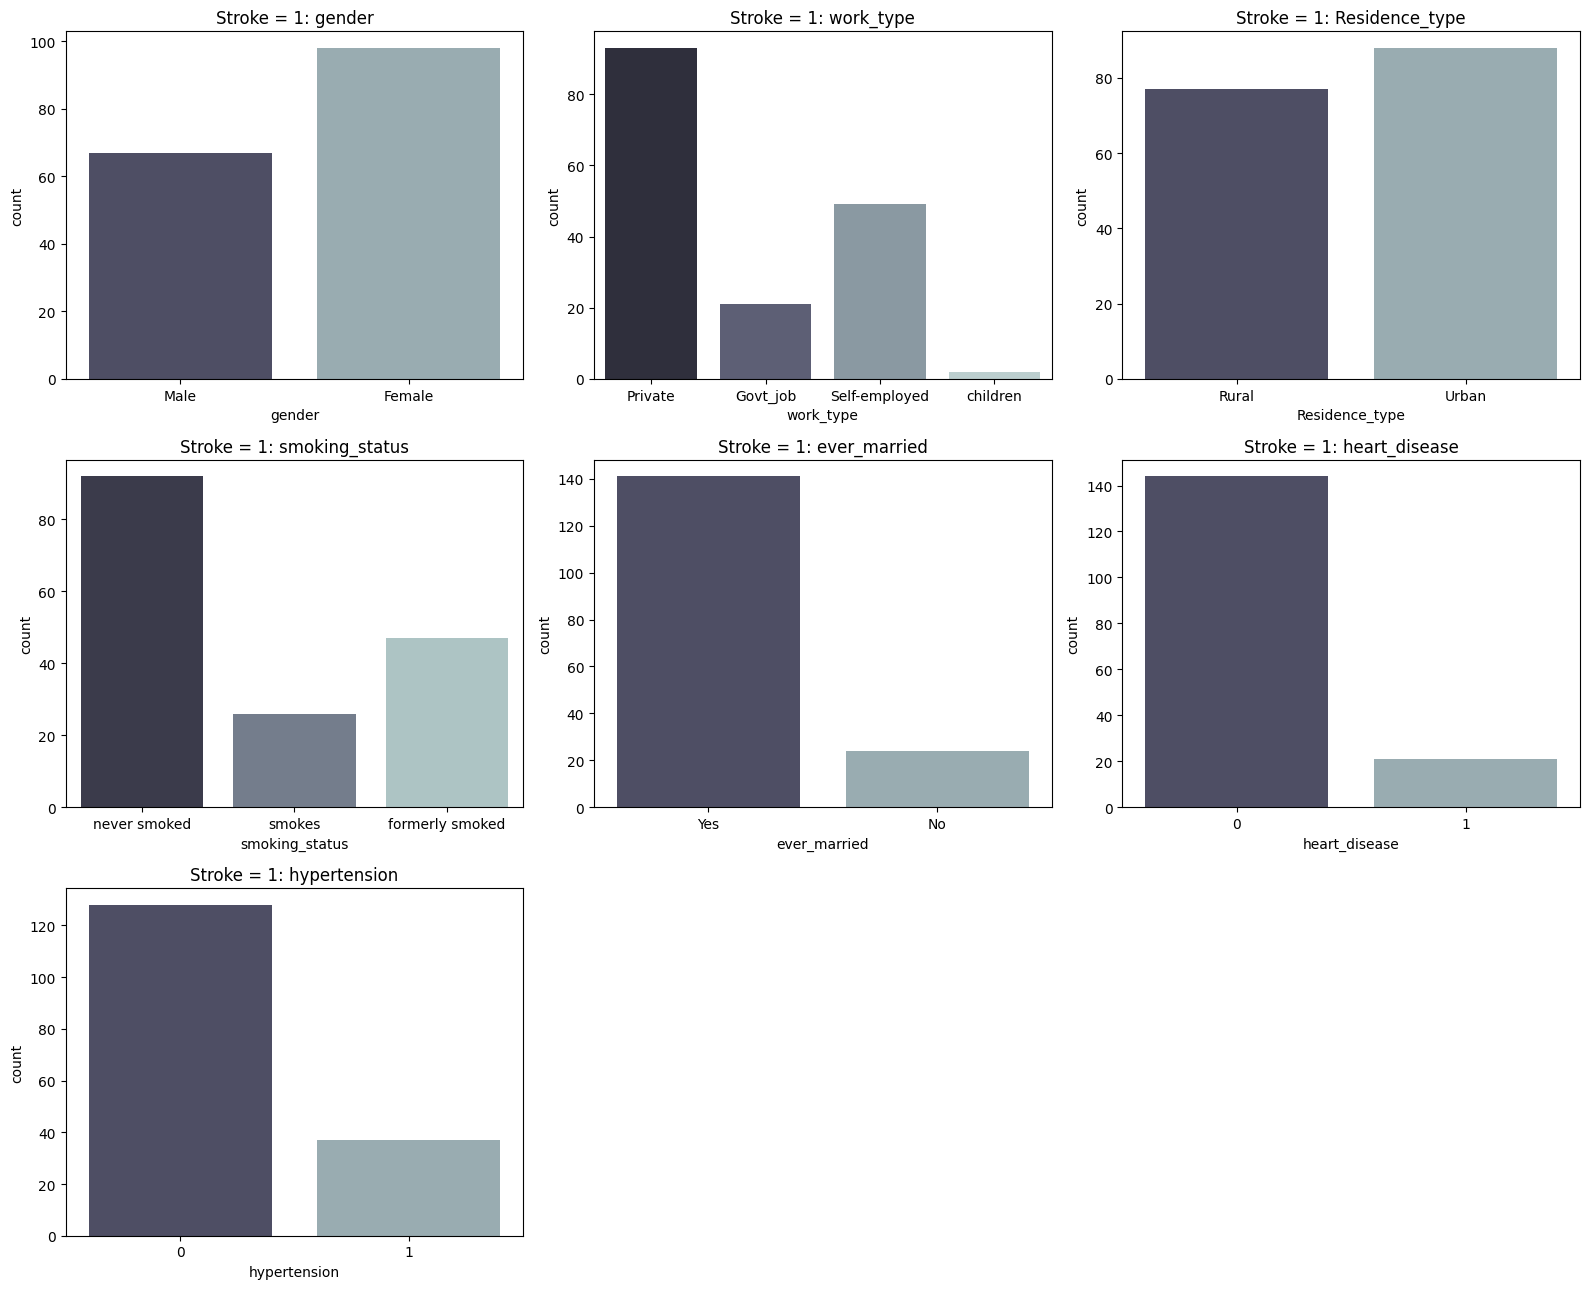 Stroke = 1: gender
count
100
80
60
40
20
0
Male Female
gender
Stroke = 1: work_type
count
80
60
40
20
0
Private Govt_job Self-employed children
work_type
Stroke = 1: Residence_type
count
80
60
40
20
0
Rural Urban
Residence_type
Stroke = 1: smoking_status
count
80
60
40
20
0
never smoked smokes formerly smoked
smoking_status
Stroke = 1: ever_married
count
140
120
100
80
60
40
20
0
Yes No
ever_married
Stroke = 1: heart_disease
count
140
120
100
80
60
40
20
0
0 1
heart_disease
Stroke = 1: hypertension
count
120
100
80
60
40
20
0
0 1
hypertension